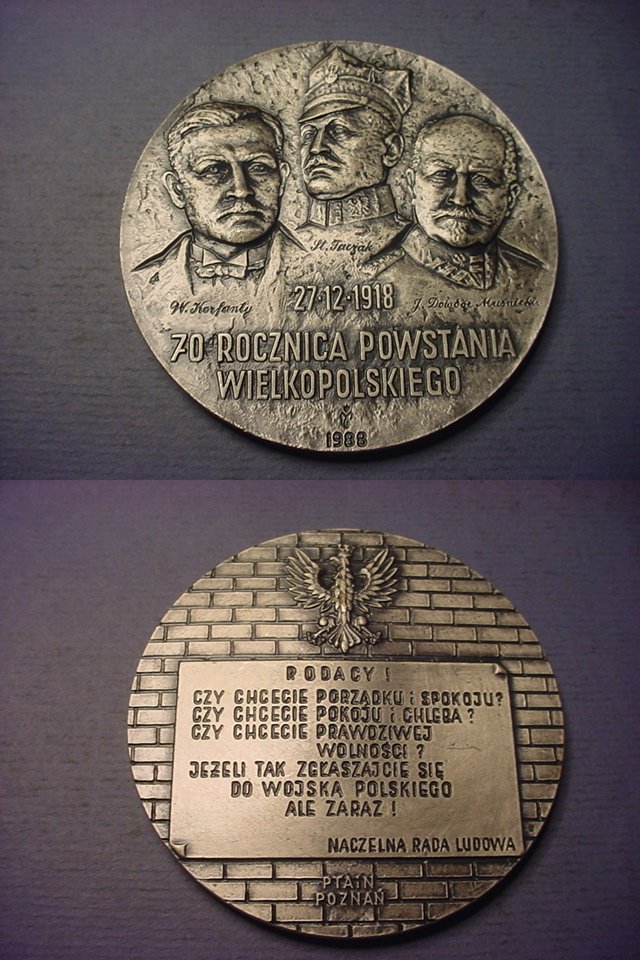 W. Korfanty
St. Taczak
J. Dowbór Muśnicki
27·12·1918
70 ROCZNICA POWSTANIA
WIELKOPOLSKIEGO
1988
RODACY!
CZY CHCECIE PORZĄDKU i SPOKOJU?
CZY CHCECIE POKOJU i CHLEBA?
CZY CHCECIE PRAWDZIWEJ
WOLNOŚCI?
JEŻELI TAK ZGŁASZAJCIE SIĘ
DO WOJSKA POLSKIEGO
ALE ZARAZ!
NACZELNA RADA LUDOWA
PTAiN
POZNAŃ